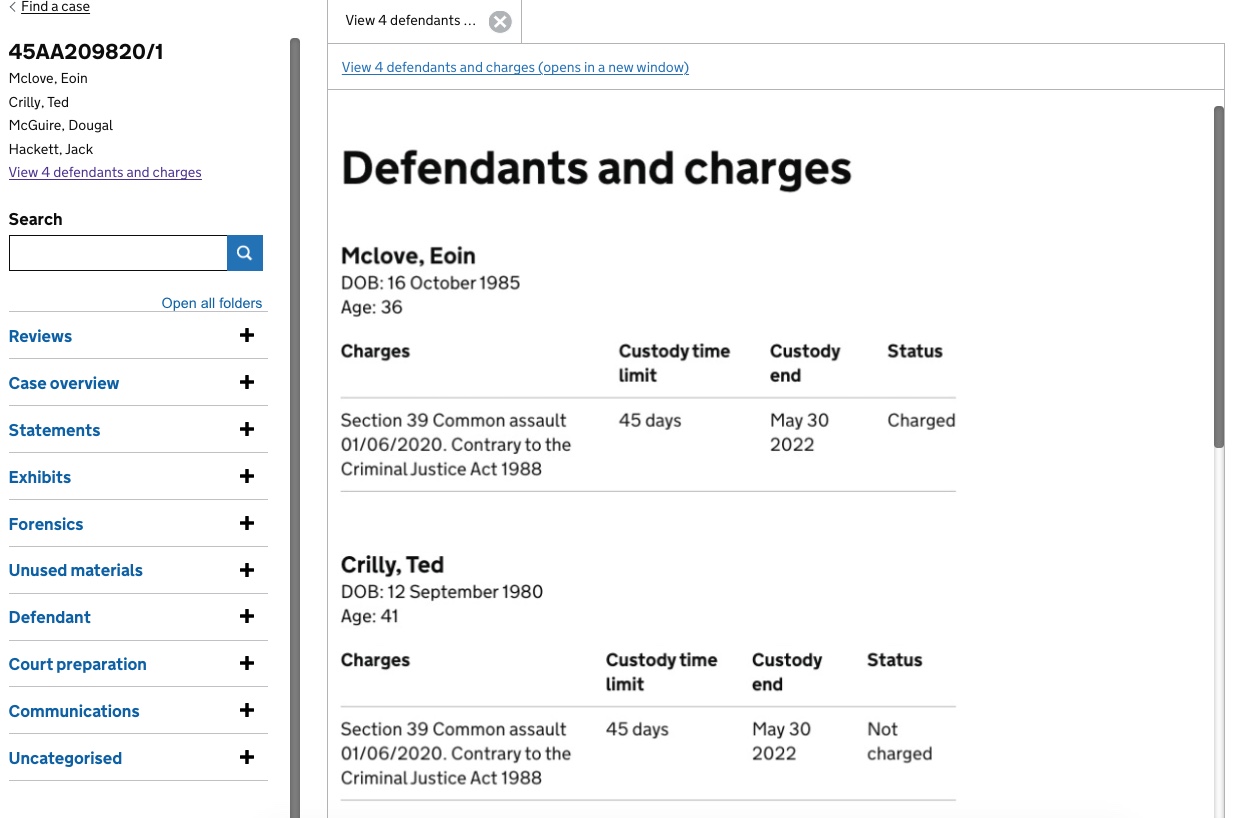 Find a case
45AA209820/1
Mclove, Eoin
Crilly, Ted
McGuire, Dougal
Hackett, Jack
View 4 defendants and charges
Search
Open all folders
Reviews
Case overview
Statements
Exhibits
Forensics
Unused materials
Defendant
Court preparation
Communications
Uncategorised
View 4 defendants ...
View 4 defendants and charges (opens in a new window)
Defendants and charges
Mclove, Eoin
DOB: 16 October 1985
Age: 36
Charges Custody time limit Custody end Status
Section 39 Common assault 45 days May 30 Charged
01/06/2020. Contrary to the 2022
Criminal Justice Act 1988
Crilly, Ted
DOB: 12 September 1980
Age: 41
Charges Custody time limit Custody end Status
Section 39 Common assault 45 days May 30 Not
01/06/2020. Contrary to the 2022 charged
Criminal Justice Act 1988